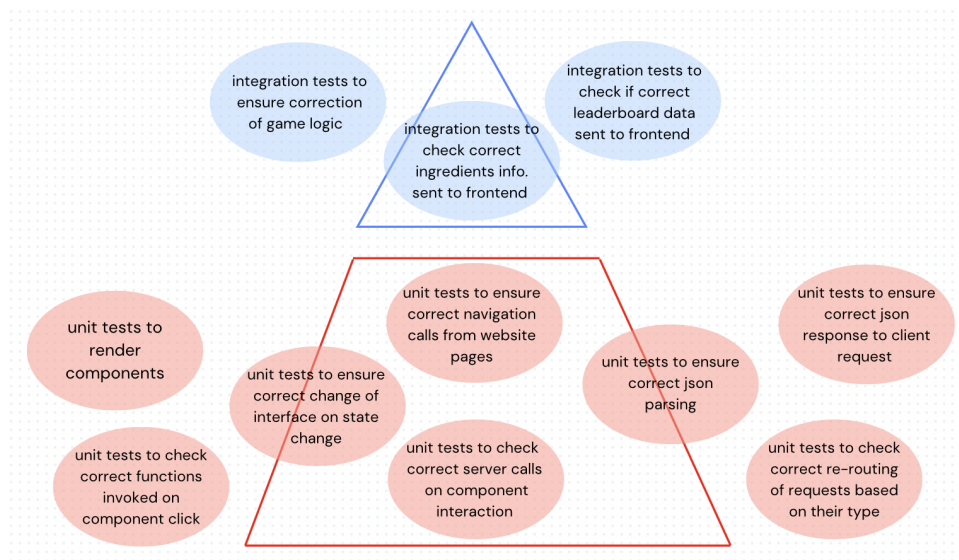 integration tests to
ensure correction
of game logic
integration tests to
check correct
ingredients info.
sent to frontend
integration tests to
check if correct
leaderboard data
sent to frontend
unit tests to
render
components
unit tests to ensure
correct change of
interface on state
change
unit tests to ensure
correct navigation
calls from website
pages
unit tests to ensure
correct json
parsing
unit tests to ensure
correct json
response to client
request
unit tests to check
correct functions
invoked on
component click
unit tests to check
correct server calls
on component
interaction
unit tests to check
correct re-routing
of requests based
on their type